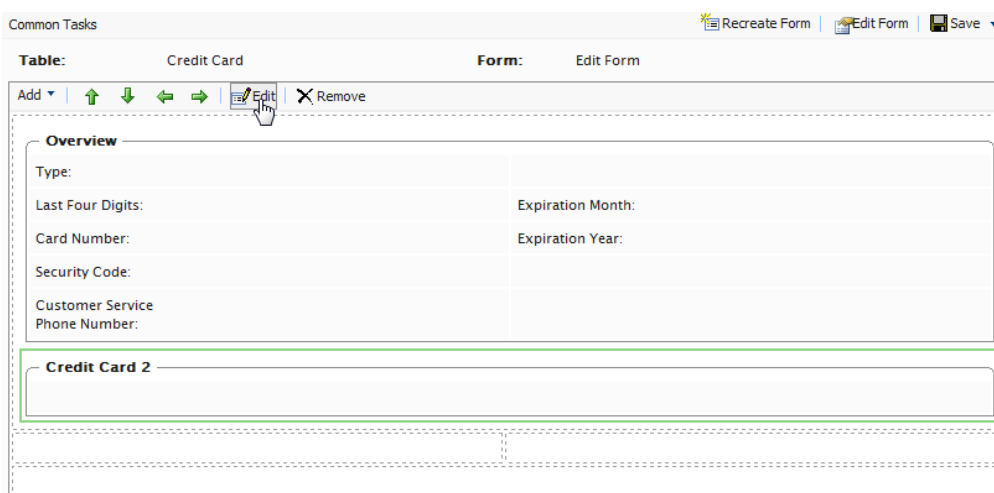 Common Tasks Recreate Form Edit Form Save
Table: Credit Card Form: Edit Form
Add Edit Remove
Overview
Type:
Last Four Digits: Expiration Month:
Card Number: Expiration Year:
Security Code:
Customer Service
Phone Number:
Credit Card 2